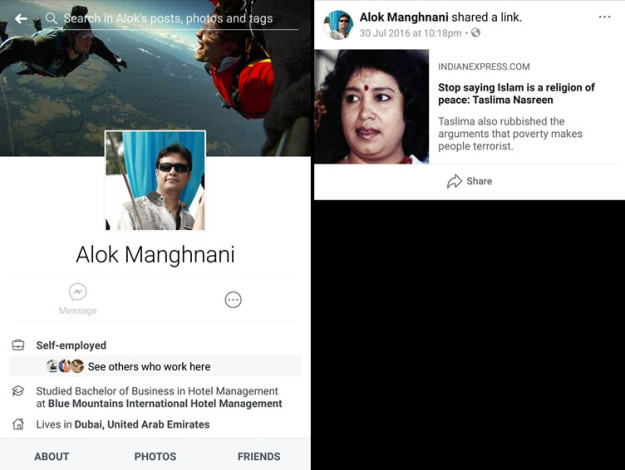 Search in Alok's posts, photos and tags
Alok Manghnani
Message
Self-employed
See others who work here
Studied Bachelor of Business in Hotel Management
at Blue Mountains International Hotel Management
Lives in Dubai, United Arab Emirates
ABOUT PHOTOS FRIENDS
Alok Manghnani shared a link.
30 Jul 2016 at 10:18pm •
INDIANEXPRESS.COM
Stop saying Islam is a religion of
peace: Taslima Nasreen
Taslima also rubbished the
arguments that poverty makes
people terrorist.
Share